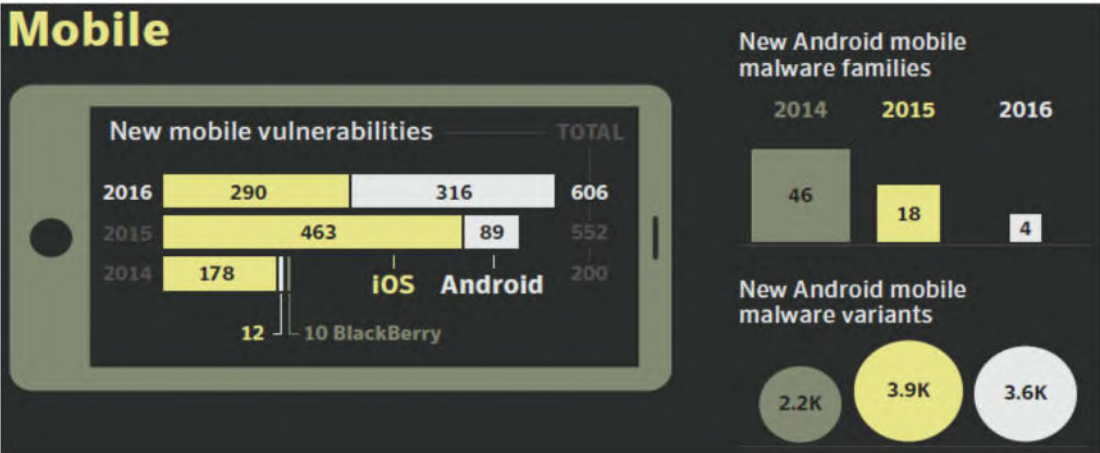 Mobile
New mobile vulnerabilities TOTAL
2016 290 316 606
2015 463 89 552
2014 178 200
iOS Android
12 10 BlackBerry
New Android mobile
malware families
2014 2015 2016
46 18 4
New Android mobile
malware variants
2.2K 3.9K 3.6K